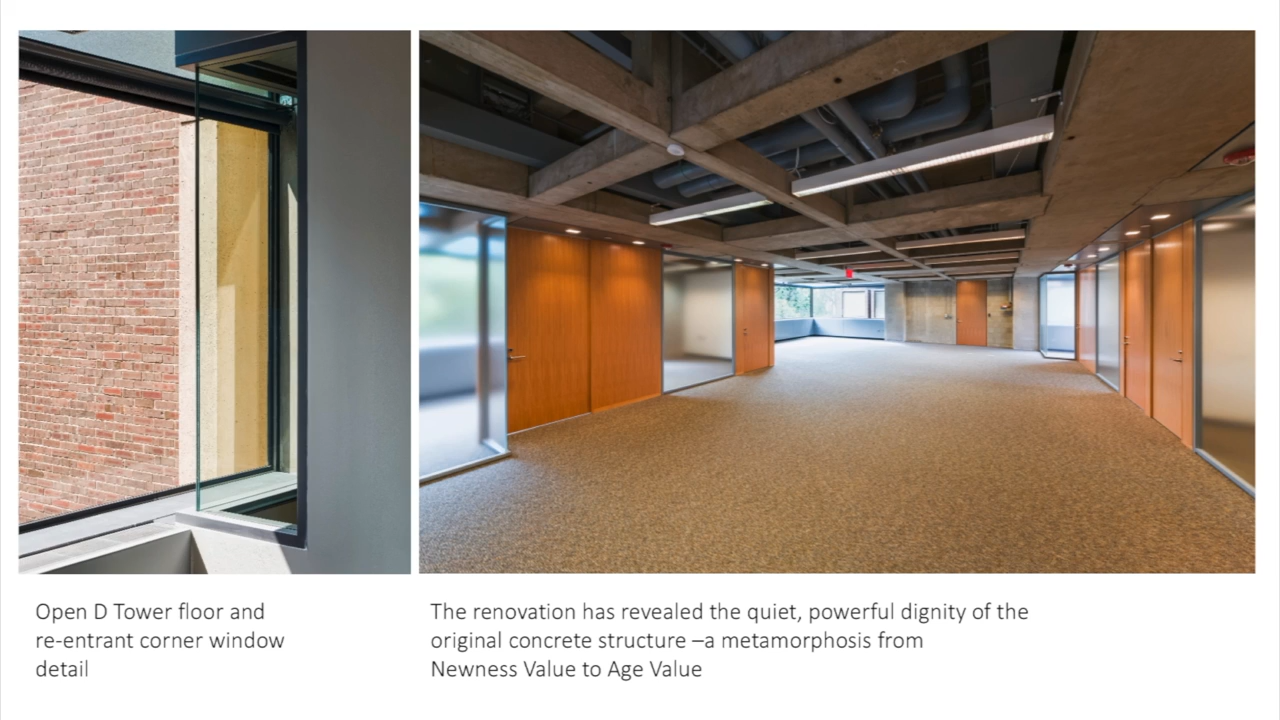 Open D Tower floor and
re-entrant corner window
detail
The renovation has revealed the quiet, powerful dignity of the
original concrete structure –a metamorphosis from
Newness Value to Age Value